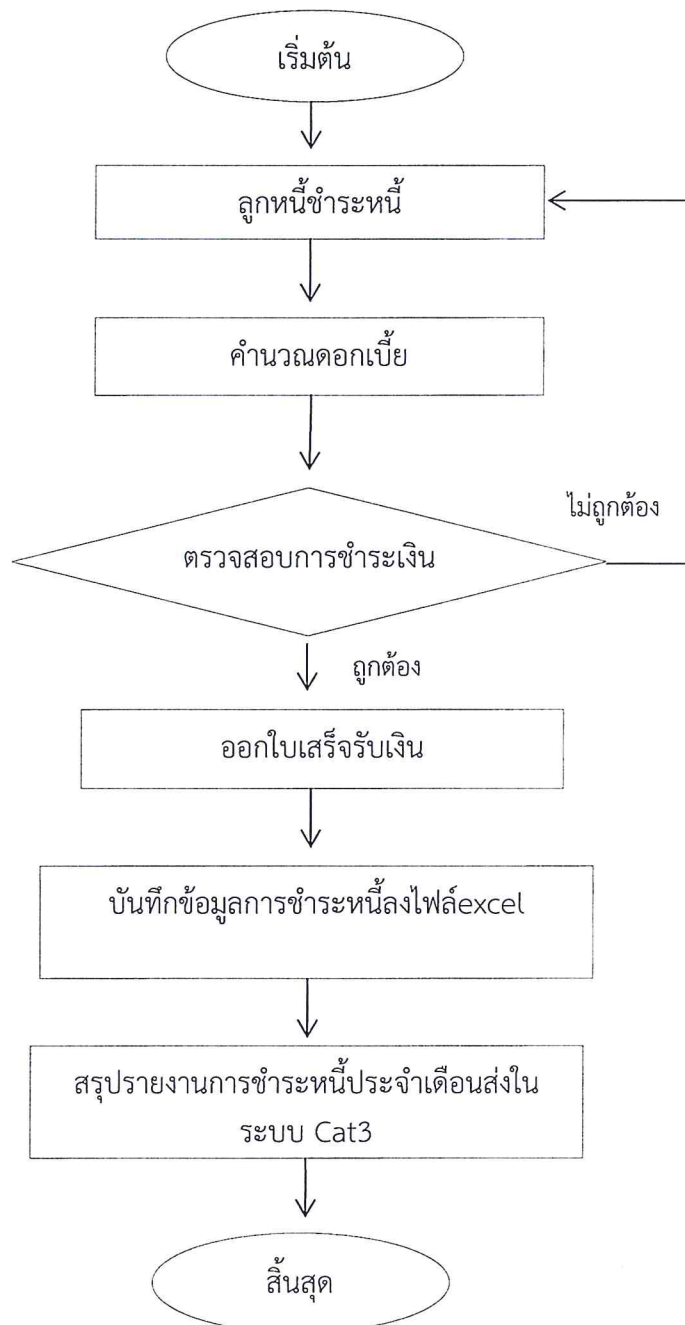 เริ่มต้น
ลูกหนี้ชำระหนี้
คำนวณดอกเบี้ย
ไม่ถูกต้อง
ตรวจสอบการชำระเงิน
ถูกต้อง
ออกใบเสร็จรับเงิน
บันทึกข้อมูลการชำระหนี้ลงไฟล์excel
สรุปรายงานการชำระหนี้ประจำเดือนส่งใน
ระบบ Cat3
สิ้นสุด